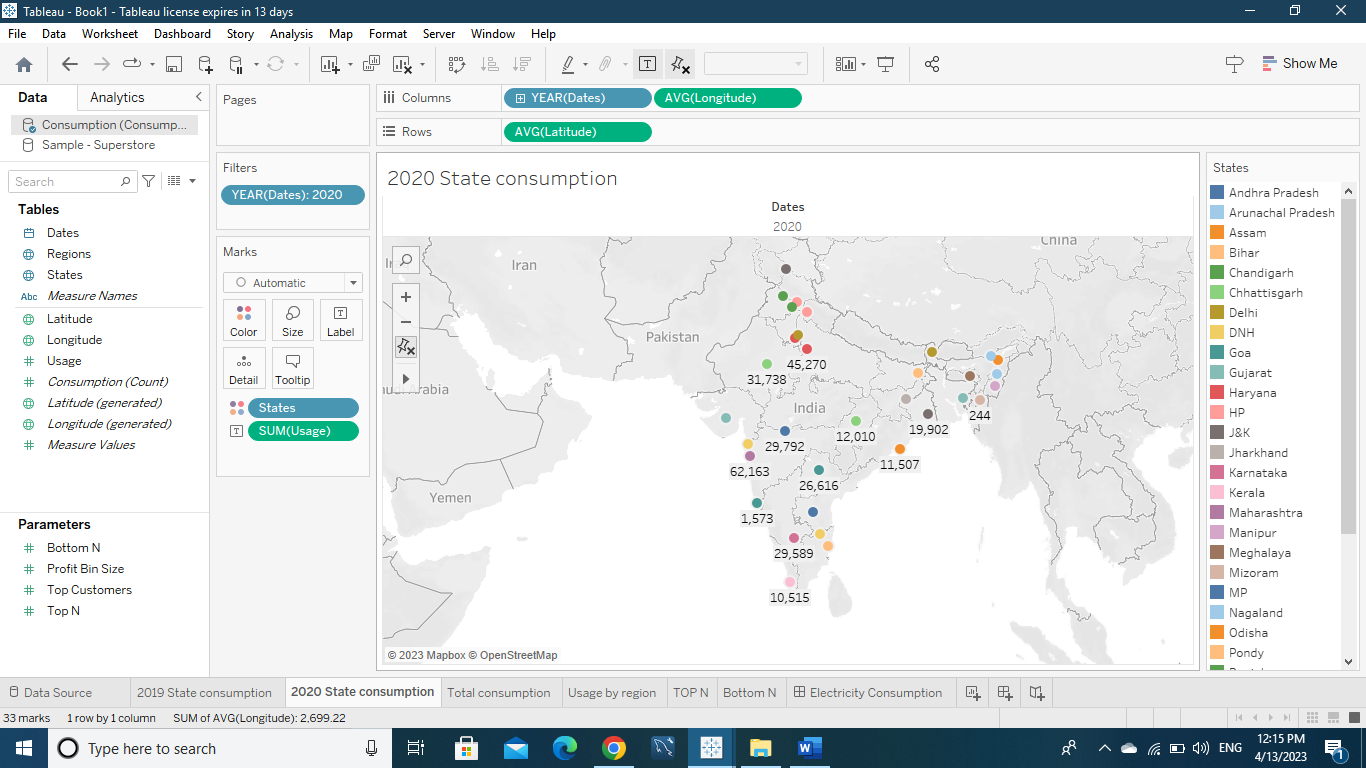 Tableau - Book1 - Tableau license expires in 13 days
File Data Worksheet Dashboard Story Analysis Map Format Server Window Help
Show Me
Data Analytics
Consumption (Consump...
Sample - Superstore
Search
Tables
Dates
Regions
States
Abc Measure Names
Latitude
Longitude
Usage
Consumption (Count)
Latitude (generated)
Longitude (generated)
Measure Values
Parameters
Bottom N
Profit Bin Size
Top Customers
Top N
Pages
Filters
YEAR(Dates): 2020
Marks
Automatic
Color Size Label
Detail Tooltip
States
SUM(Usage)
Columns YEAR(Dates) AVG(Longitude)
Rows AVG(Latitude)
2020 State consumption
Dates
2020
China
Iran
Pakistan
45,270
31,738
India
244
19,902
12,010
29,792
11,507
62,163
26,616
Yemen
1,573
29,589
10,515
© 2023 Mapbox © OpenStreetMap
States
Andhra Pradesh
Arunachal Pradesh
Assam
Bihar
Chandigarh
Chhattisgarh
Delhi
DNH
Goa
Gujarat
Haryana
HP
J&K
Jharkhand
Karnataka
Kerala
Maharashtra
Manipur
Meghalaya
Mizoram
MP
Nagaland
Odisha
Pondy
Data Source 2019 State consumption 2020 State consumption Total consumption Usage by region TOP N Bottom N Electricity Consumption
33 marks 1 row by 1 column SUM of AVG(Longitude): 2,699.22
Type here to search
ENG
12:15 PM
4/13/2023
1